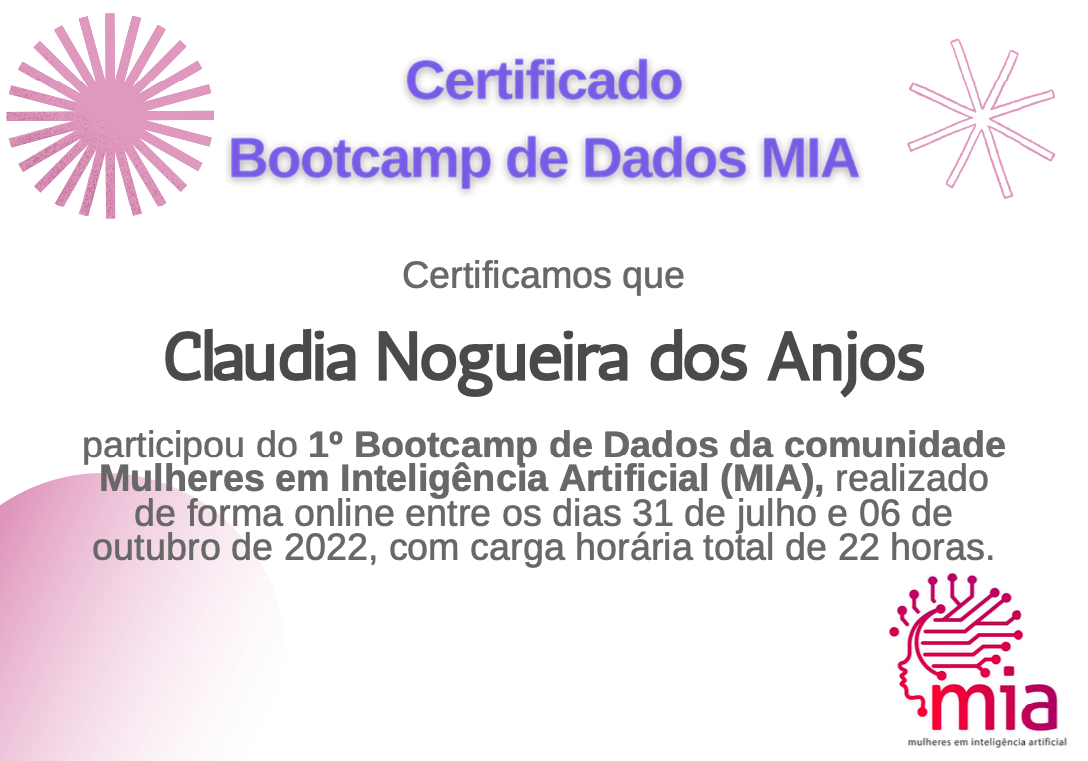 Certificado
Bootcamp de Dados MIA
Certificamos que
Claudia Nogueira dos Anjos
participou do 1º Bootcamp de Dados da comunidade
Mulheres em Inteligência Artificial (MIA), realizado
de forma online entre os dias 31 de julho e 06 de
outubro de 2022, com carga horária total de 22 horas.
mia
mulheres em inteligência artificial